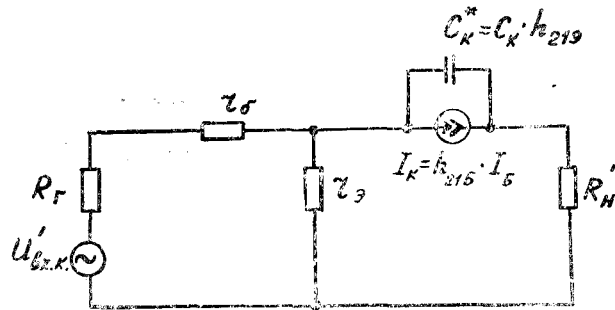 C*к=Cк·h21э
rб
Rг
rэ
Iк=h21б·Iб
R'н
U'вх.к.